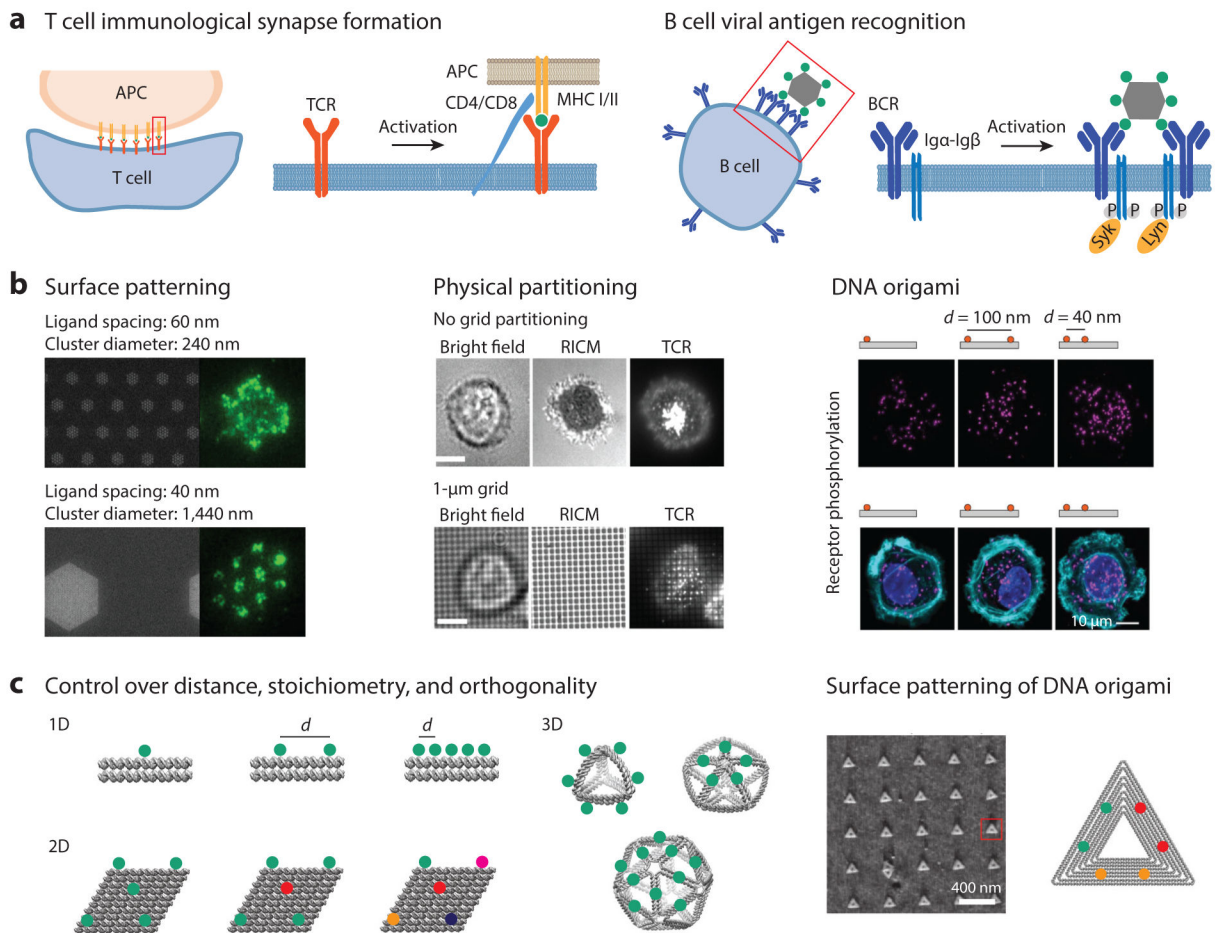 a T cell immunological synapse formation
APC
T cell
TCR
Activation
APC
CD4/CD8
MHC I/II
B cell viral antigen recognition
B cell
BCR
Igα-Igβ
Activation
P P P P
Syk
Lyn
b Surface patterning
Ligand spacing: 60 nm
Cluster diameter: 240 nm
Ligand spacing: 40 nm
Cluster diameter: 1,440 nm
Physical partitioning
No grid partitioning
Bright field RICM TCR
1-μm grid
Bright field RICM TCR
DNA origami
d = 100 nm d = 40 nm
Receptor phosphorylation
10 μm
c Control over distance, stoichiometry, and orthogonality
1D
d
d
3D
2D
Surface patterning of DNA origami
400 nm